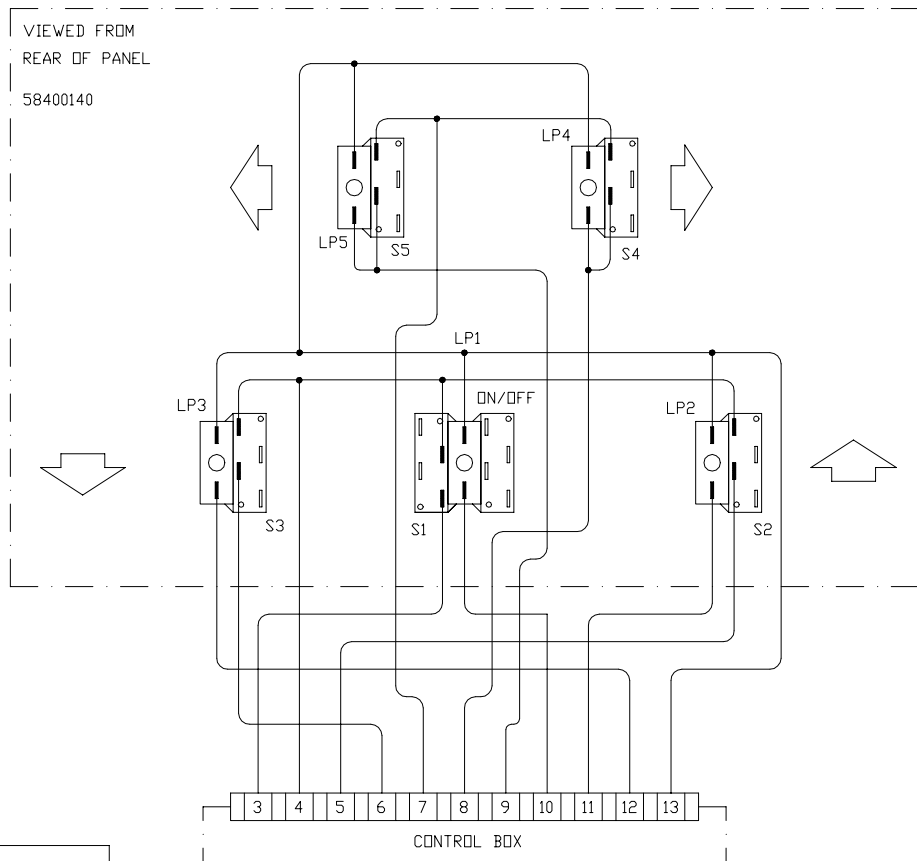 VIEWED FROM
REAR OF PANEL
58400140
LP4
LP5
S5
S4
LP1
ON/OFF
LP3
LP2
S3
S1
S2
3 4 5 6 7 8 9 10 11 12 13
CONTROL BOX